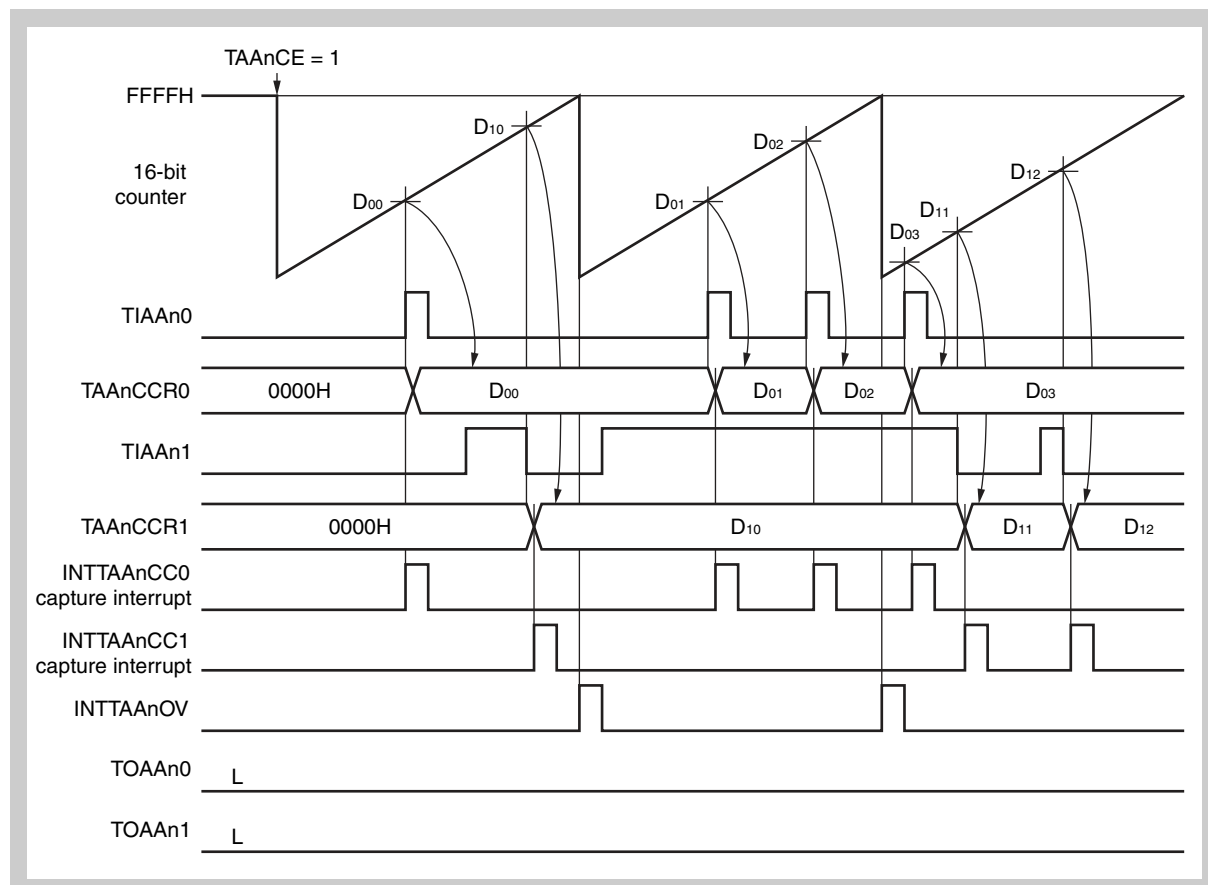 TAAnCE = 1
FFFFH
D10
D02
16-bit
counter
D12
D00
D01
D11
D03
TIAAn0
TAAnCCR0
0000H
D00
D01
D02
D03
TIAAn1
TAAnCCR1
0000H
D10
D11
D12
INTTAAnCC0
capture interrupt
INTTAAnCC1
capture interrupt
INTTAAnOV
TOAAn0
L
TOAAn1
L